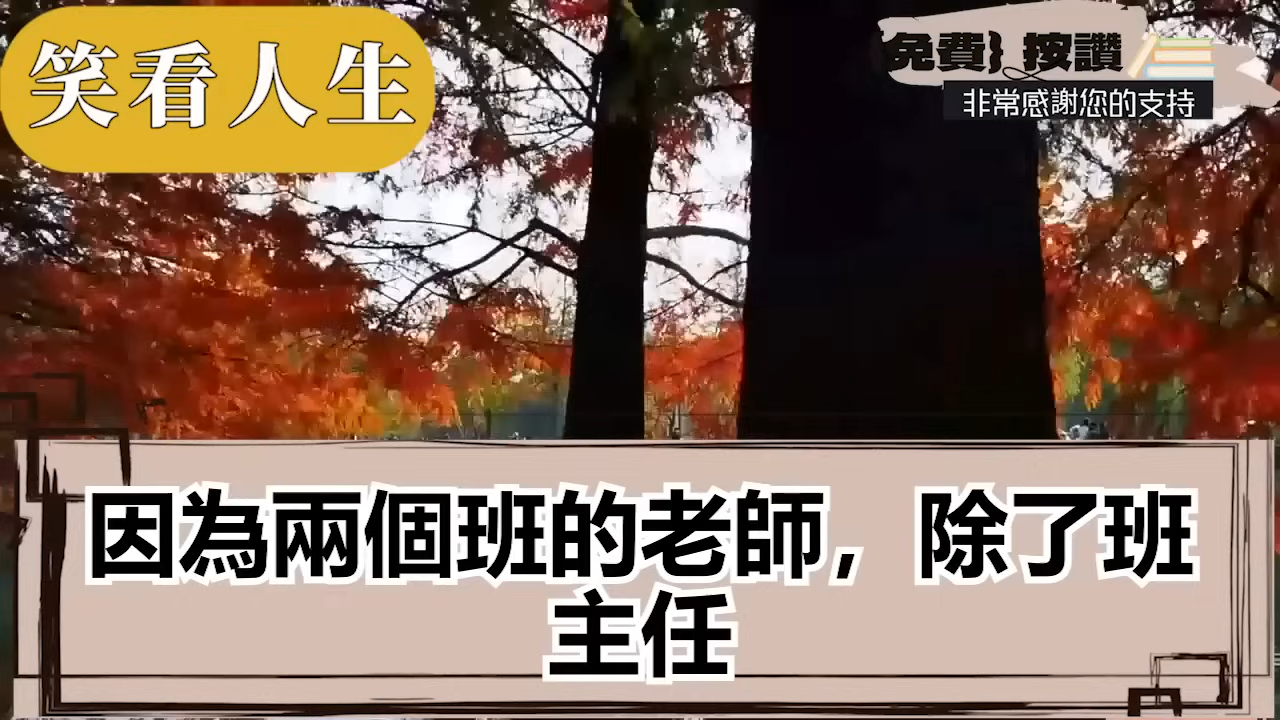 笑看人生
免費 按讚
非常感謝您的支持
因為兩個班的老師，除了班
主任